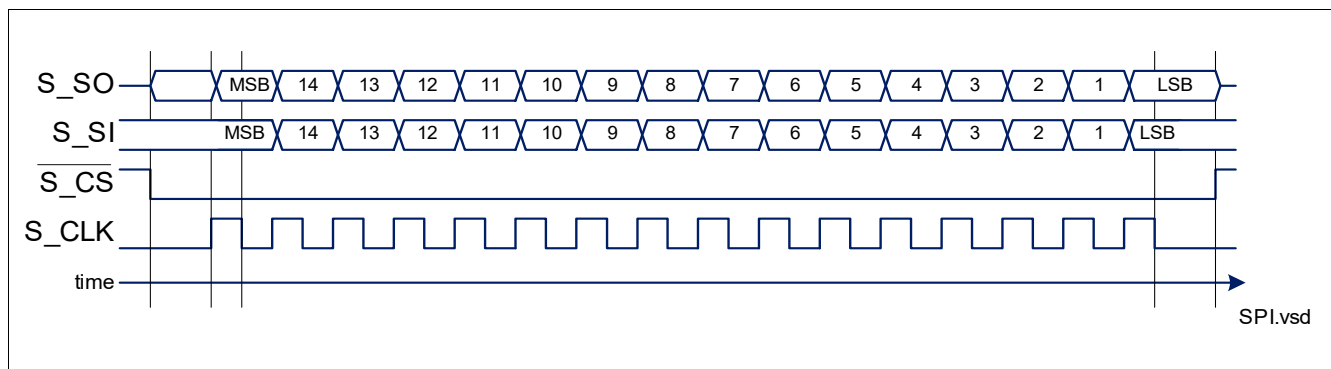 S_SO MSB 14 13 12 11 10 9 8 7 6 5 4 3 2 1 LSB
S_SI MSB 14 13 12 11 10 9 8 7 6 5 4 3 2 1 LSB
S_CS
S_CLK
time
SPI.vsd